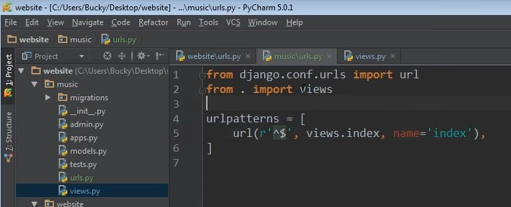 website - [C:/Users/Bucky/Desktop/website] - ...\music\urls.py - PyCharm 5.0.1
File Edit View Navigate Code Refactor Run Tools VCS Window Help
website music urls.py
Project
website\urls.py music\urls.py views.py
1: Project
7: Structure
website (C:\Users\Bucky\Desktop\
music
migrations
__init__.py
admin.py
apps.py
models.py
tests.py
urls.py
views.py
website
1 from django.conf.urls import url
2 from . import views
3
4 urlpatterns = [
5 url(r'^$', views.index, name='index'),
6 ]
7